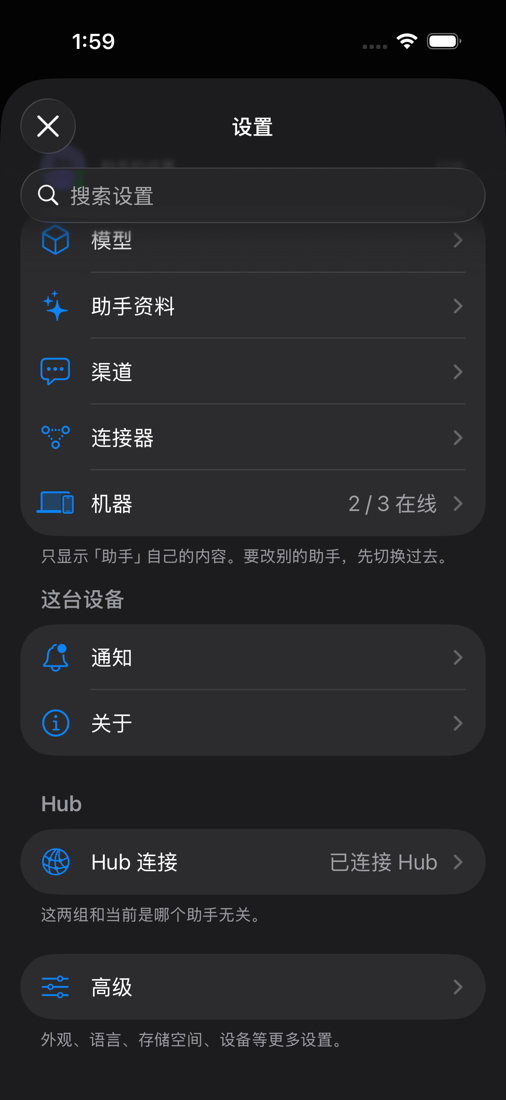 1:59
设置
搜索设置
模型
助手资料
渠道
连接器
机器 2 / 3 在线
只显示「助手」自己的内容。要改别的助手，先切换过去。
这台设备
通知
关于
Hub
Hub 连接 已连接 Hub
这两组和当前是哪个助手无关。
高级
外观、语言、存储空间、设备等更多设置。